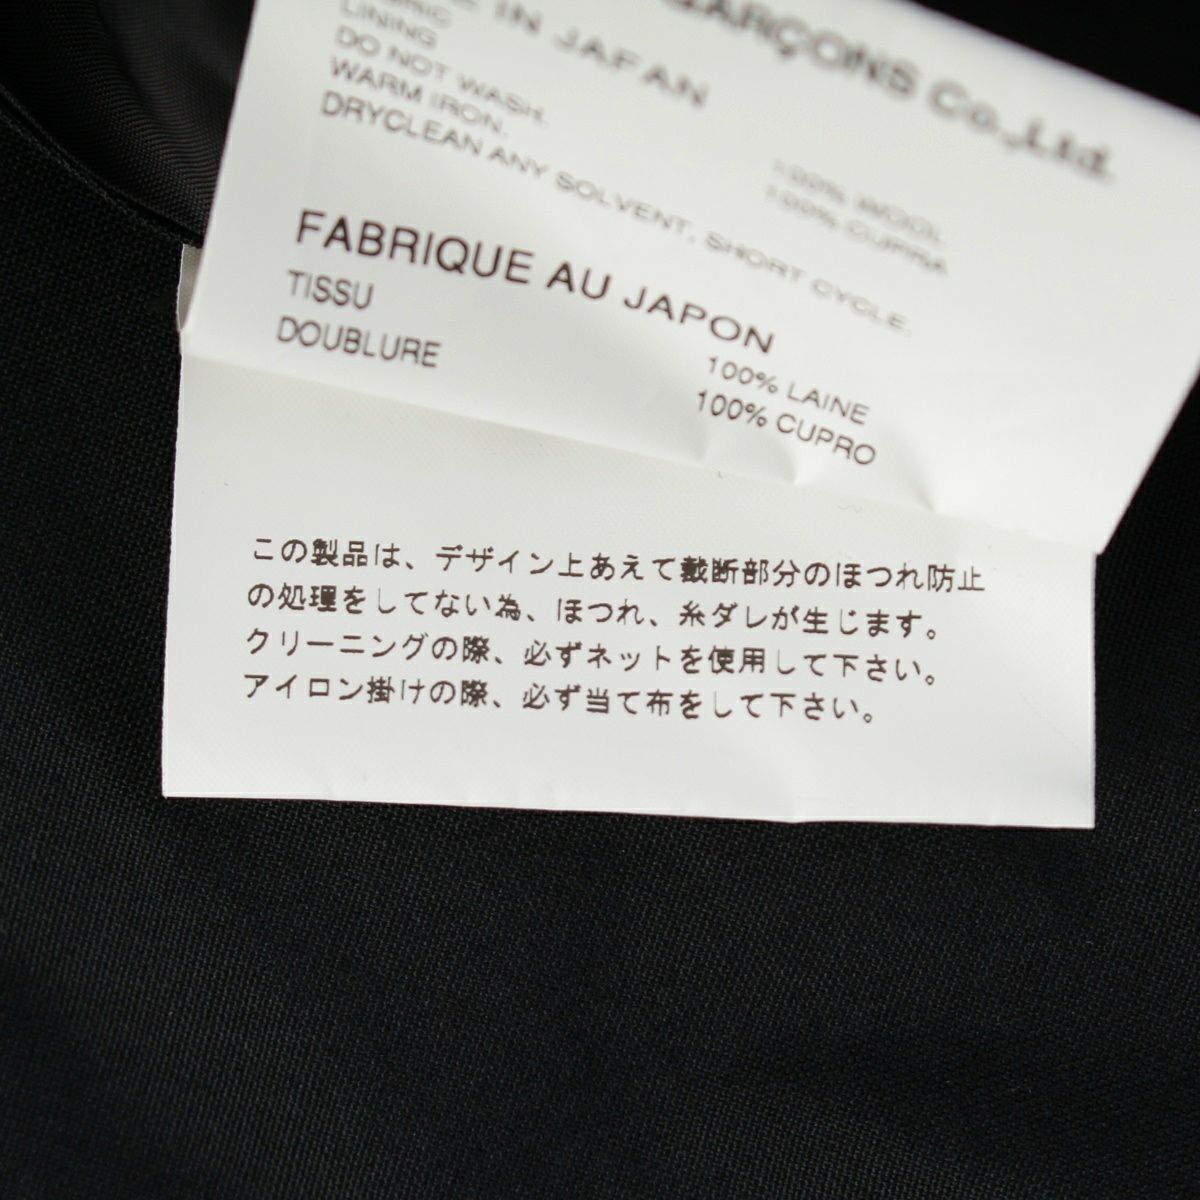 GARÇONS Co.,Ltd.
IN JAPAN
LINING
100% WOOL
100% CUPRA
DO NOT WASH.
WARM IRON.
DRYCLEAN ANY SOLVENT, SHORT CYCLE.
FABRIQUE AU JAPON
TISSU
100% LAINE
DOUBLURE
100% CUPRO
この製品は、デザイン上あえて裁断部分のほつれ防止
の処理をしてない為、ほつれ、糸ダレが生じます。
クリーニングの際、必ずネットを使用して下さい。
アイロン掛けの際、必ず当て布をして下さい。